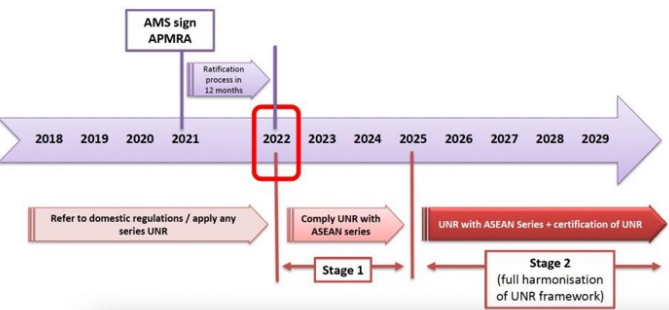 AMS sign
APMRA
Ratification
process in
12 months
2018 2019 2020 2021 2022 2023 2024 2025 2026 2027 2028 2029
Refer to domestic regulations / apply any
series UNR
Comply UNR with
ASEAN series
UNR with ASEAN Series + certification of UNR
Stage 1
Stage 2
(full harmonisation
of UNR framework)